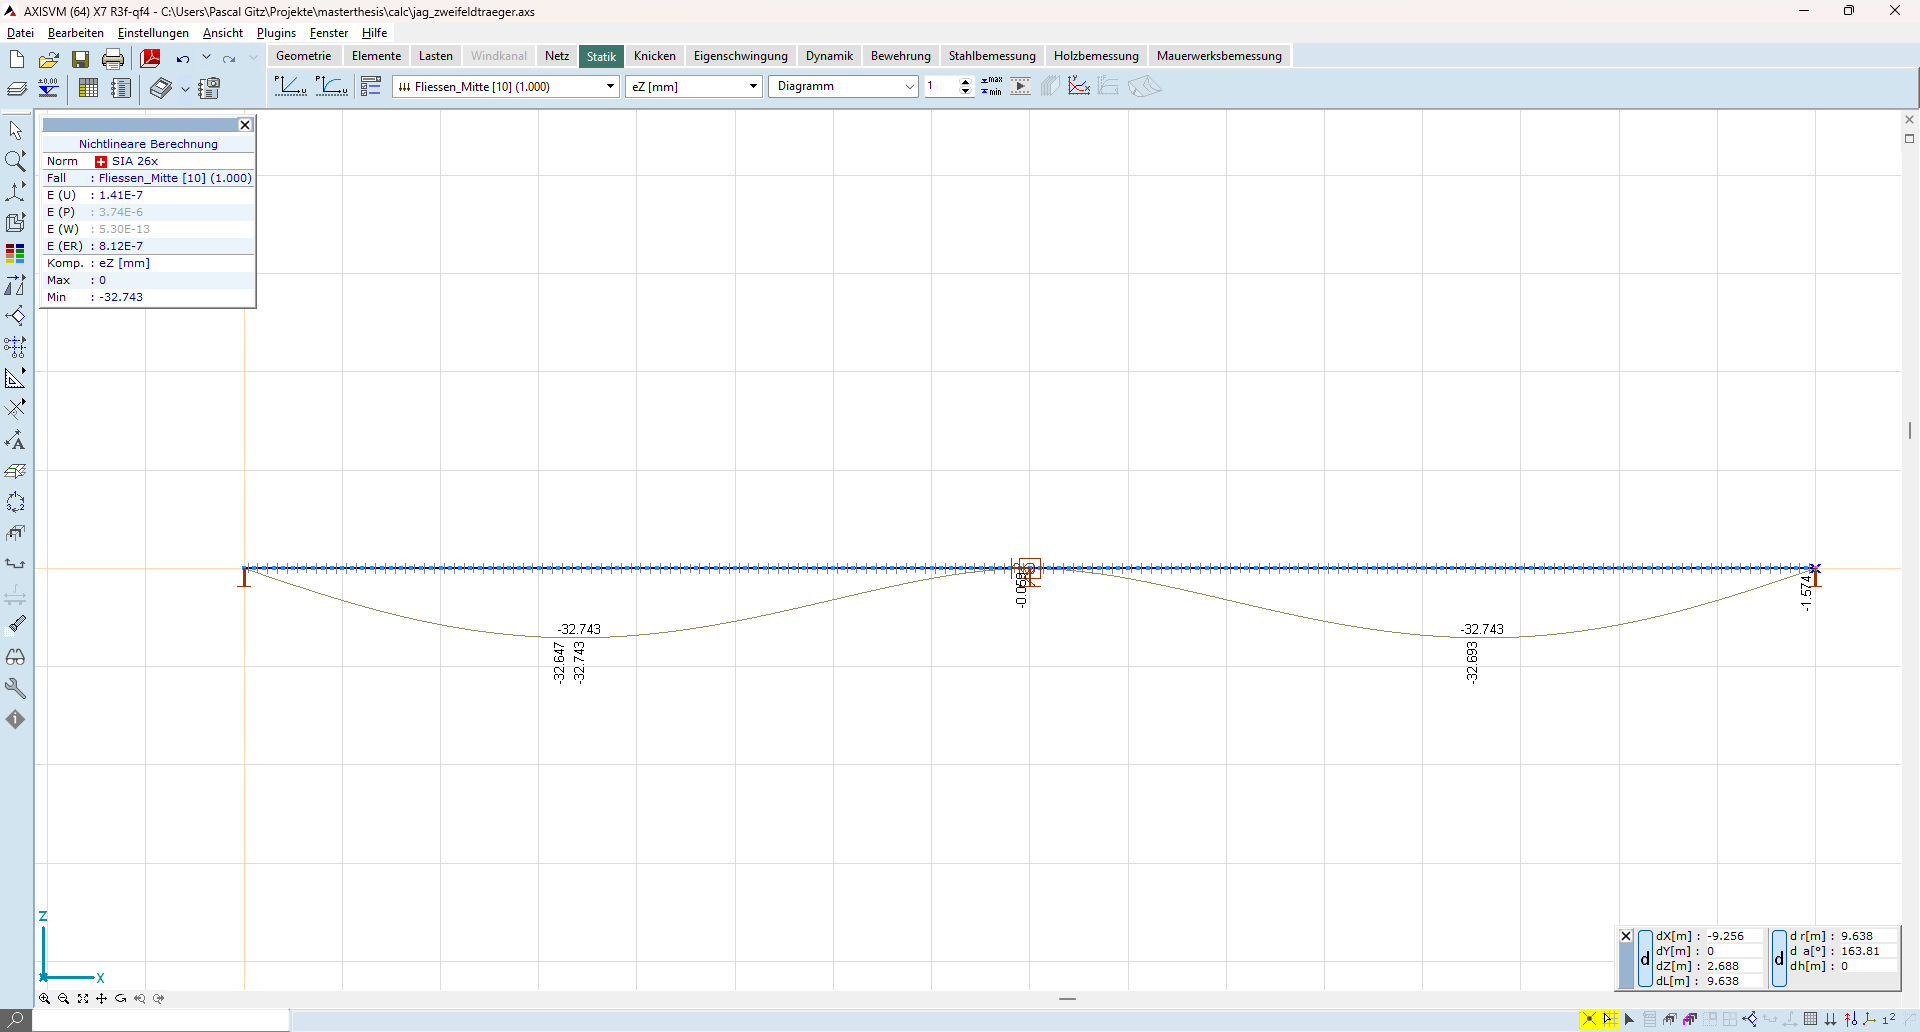 AXISVM (64) X7 R3f-qf4 - C:\Users\Pascal Gitz\Projekte\masterthesis\calc\jag_zweifeldtraeger.axs
Datei Bearbeiten Einstellungen Ansicht Plugins Fenster Hilfe
Geometrie Elemente Lasten Windkanal Netz Statik Knicken Eigenschwingung Dynamik Bewehrung Stahlbemessung Holzbemessung Mauerwerksbemessung
Fliessen_Mitte [10] (1.000) eZ [mm] Diagramm 1 max min
Nichtlineare Berechnung
Norm SIA 26x
Fall : Fliessen_Mitte [10] (1.000)
E (U) : 1.41E-7
E (P) : 3.74E-6
E (W) : 5.30E-13
E (ER) : 8.12E-7
Komp. : eZ [mm]
Max : 0
Min : -32.743
-32.743
-32.647
-32.743
-32.743
-32.693
-1.574
Z
X
dX[m] : -9.256
dY[m] : 0
dZ[m] : 2.688
dL[m] : 9.638
d r[m] : 9.638
d a[°] : 163.81
dh[m] : 0
d
d